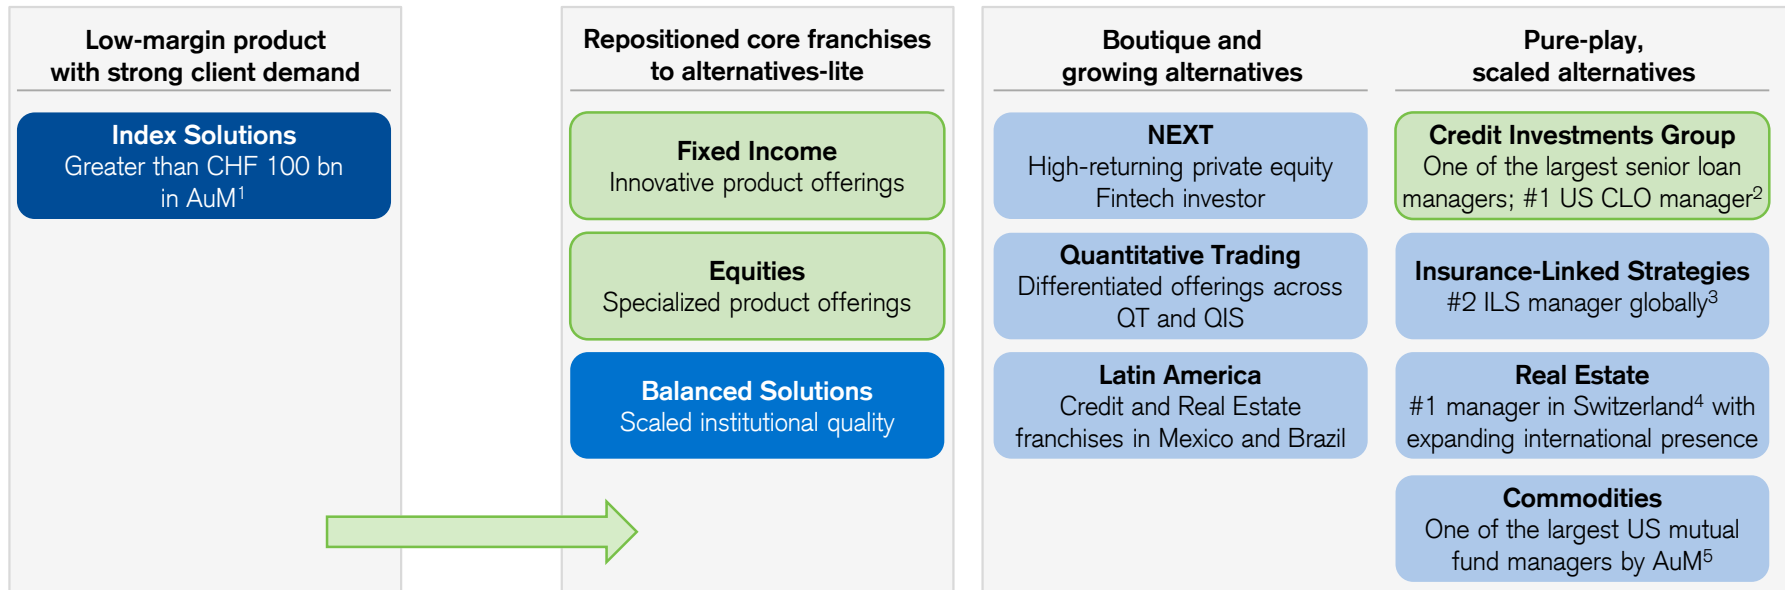 Low-margin product
with strong client demand
Index Solutions
Greater than CHF 100 bn
in AuM1
Repositioned core franchises
to alternatives-lite
Fixed Income
Innovative product offerings
Equities
Specialized product offerings
Balanced Solutions
Scaled institutional quality
Boutique and
growing alternatives
NEXT
High-returning private equity
Fintech investor
Quantitative Trading
Differentiated offerings across
QT and QIS
Latin America
Credit and Real Estate
franchises in Mexico and Brazil
Pure-play,
scaled alternatives
Credit Investments Group
One of the largest senior loan
managers; #1 US CLO manager2
Insurance-Linked Strategies
#2 ILS manager globally3
Real Estate
#1 manager in Switzerland4 with
expanding international presence
Commodities
One of the largest US mutual
fund managers by AuM5